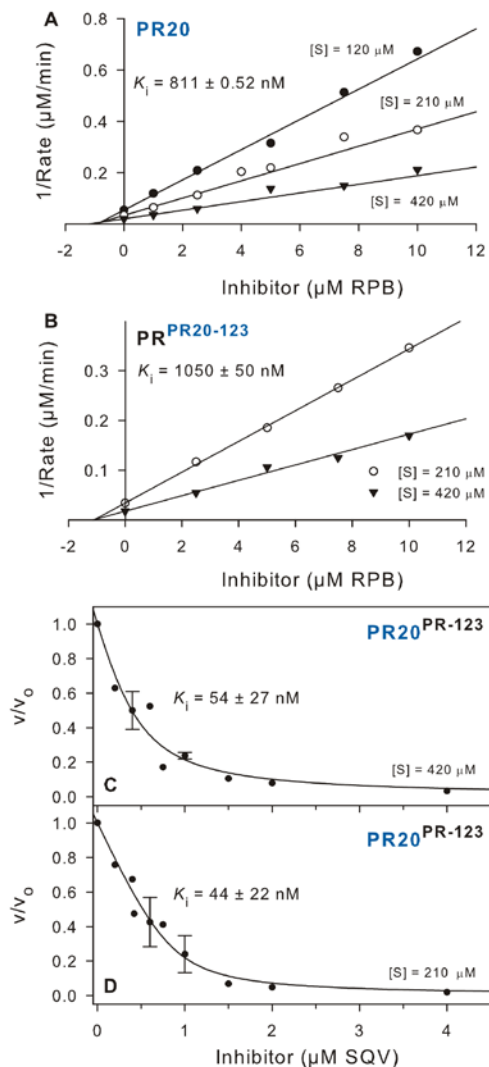 A
PR20
0.8
0.6
0.4
0.2
1/Rate (µM/min)
Ki = 811 ± 0.52 nM
[S] = 120 µM
[S] = 210 µM
[S] = 420 µM
-2 0 2 4 6 8 10 12
Inhibitor (µM RPB)
B
PRPR20-123
Ki = 1050 ± 50 nM
0.3
0.2
0.1
1/Rate (µM/min)
[S] = 210 µM
[S] = 420 µM
-2 0 2 4 6 8 10 12
Inhibitor (µM RPB)
PR20PR-123
1.0
0.8
0.6
0.4
0.2
0.0
v/vo
Ki = 54 ± 27 nM
[S] = 420 µM
C
PR20PR-123
1.0
0.8
0.6
0.4
0.2
0.0
v/vo
Ki = 44 ± 22 nM
[S] = 210 µM
D
0 1 2 3 4
Inhibitor (µM SQV)